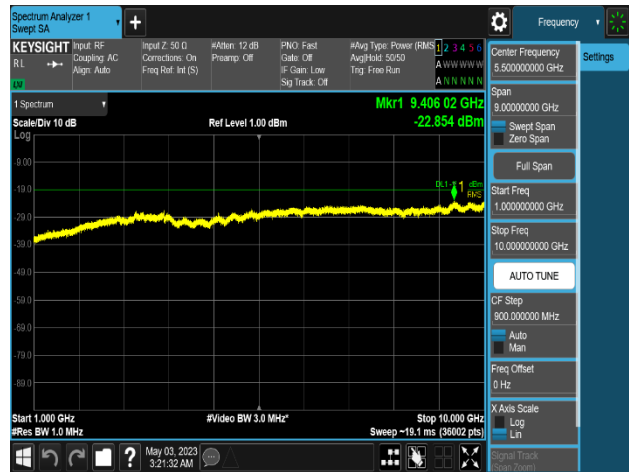 Spectrum Analyzer 1
Swept SA
Frequency
KEYSIGHT
R L
Input: RF
Coupling: AC
Align: Auto
Input Z: 50 Ω
Corrections: On
Freq Ref: Int (S)
#Atten: 12 dB
Preamp: Off
PNO: Fast
Gate: Off
IF Gain: Low
Sig Track: Off
#Avg Type: Power (RMS
Avg|Hold: 50/50
Trig: Free Run
1 2 3 4 5 6
A W W W W W
A N N N N N
1 Spectrum
Scale/Div 10 dB
Ref Level 1.00 dBm
Mkr1 9.406 02 GHz
-22.854 dBm
Log
-9.00
-19.0
-29.0
-39.0
-49.0
-59.0
-69.0
-79.0
-89.0
DL1
1
dBm
RMS
Start 1.000 GHz
#Video BW 3.0 MHz*
Stop 10.000 GHz
#Res BW 1.0 MHz
Sweep ~19.1 ms (36002 pts)
Settings
Center Frequency
5.500000000 GHz
Span
9.00000000 GHz
Swept Span
Zero Span
Full Span
Start Freq
1.000000000 GHz
Stop Freq
10.000000000 GHz
AUTO TUNE
CF Step
900.000000 MHz
Auto
Man
Freq Offset
0 Hz
X Axis Scale
Log
Lin
Signal Track
(Span Zoom)
?
May 03, 2023
3:21:32 AM